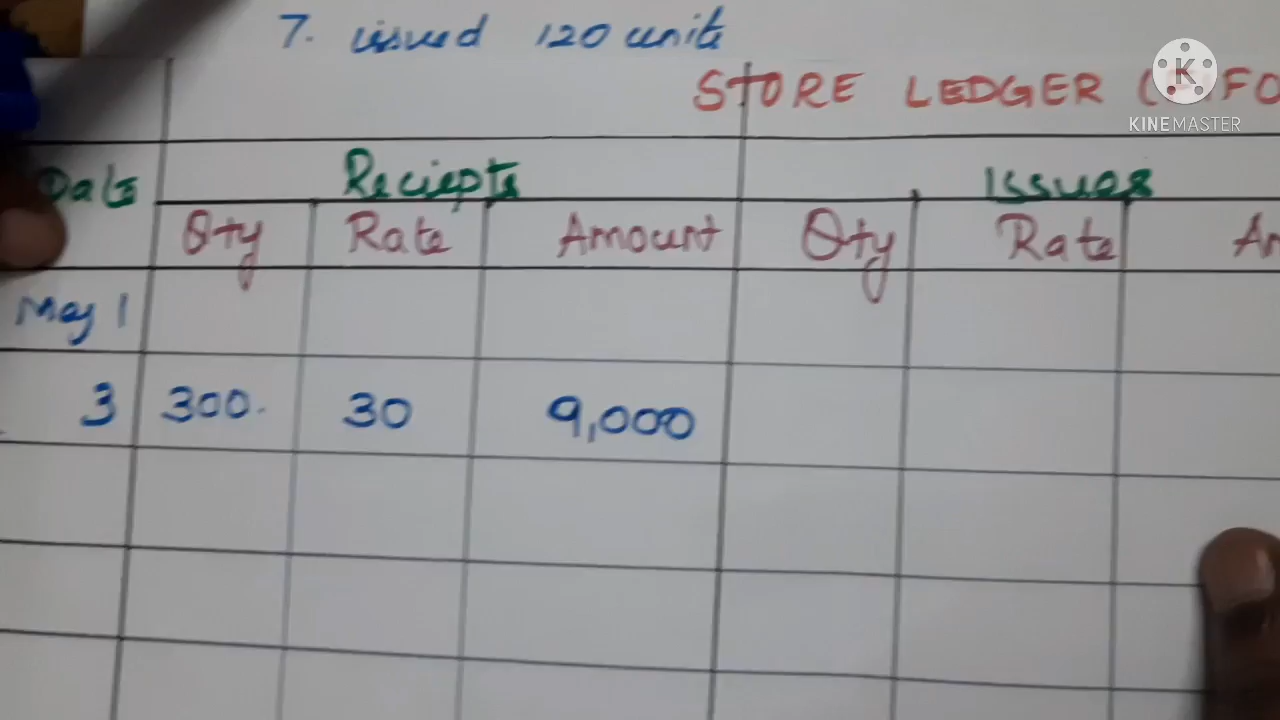 7. issued 120 units
STORE LEDGER (
K
KINEMASTER
Date Reciepts Issues
Qty Rate Amount Qty Rate Am
May 1
3 300. 30 9,000